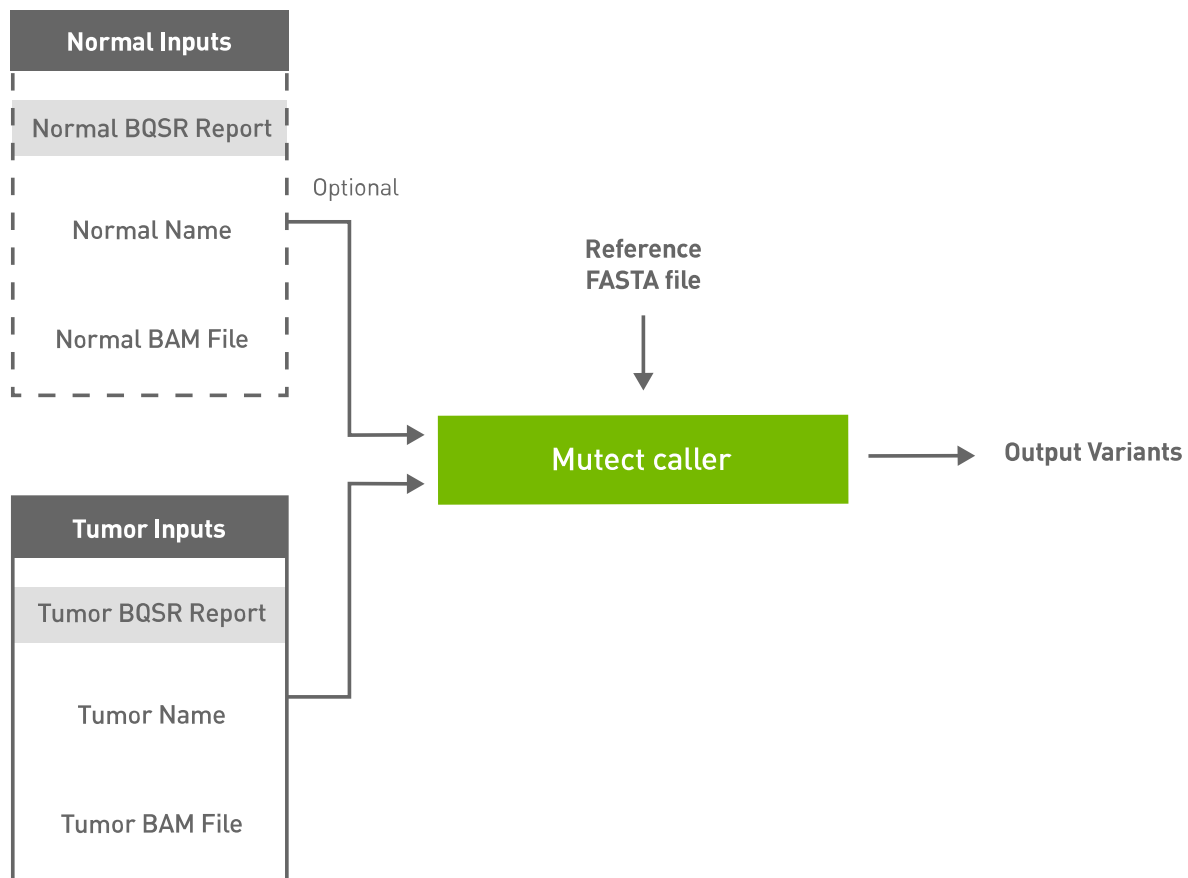 Normal Inputs
Normal BQSR Report
Optional
Normal Name
Normal BAM File
Reference
FASTA file
Mutect caller
Output Variants
Tumor Inputs
Tumor BQSR Report
Tumor Name
Tumor BAM File